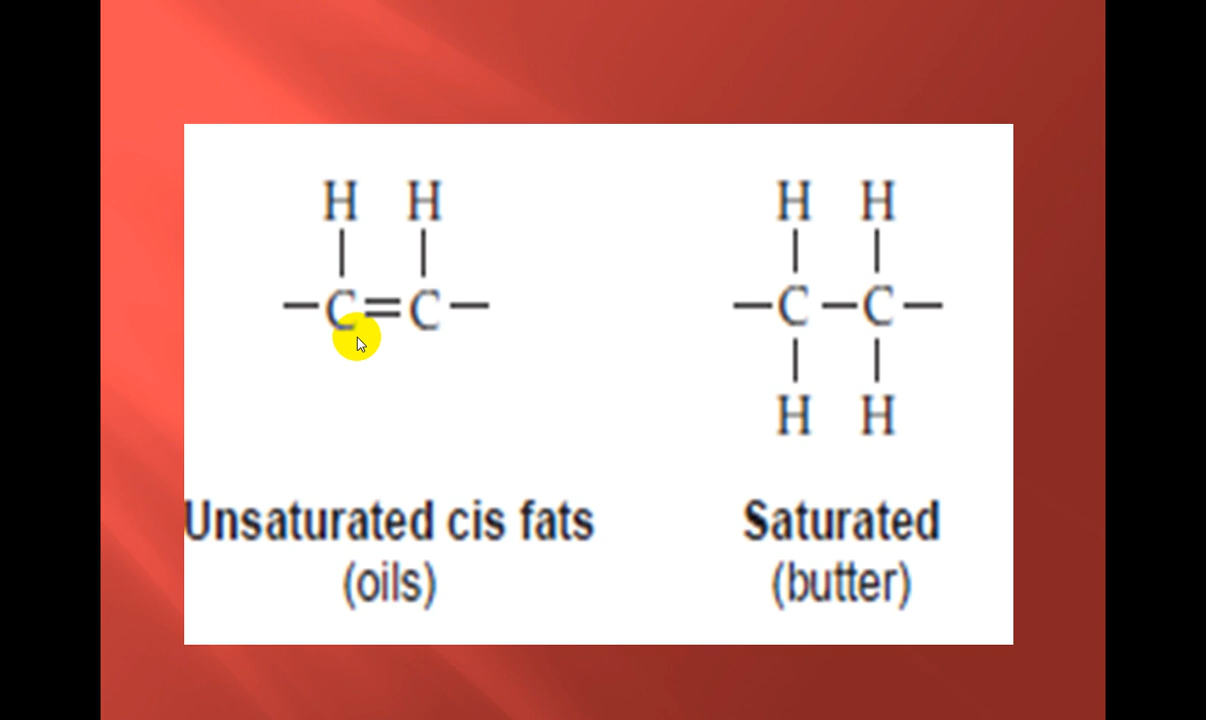 H H H H
C=C C C
H H
Unsaturated cis fats Saturated
(oils) (butter)